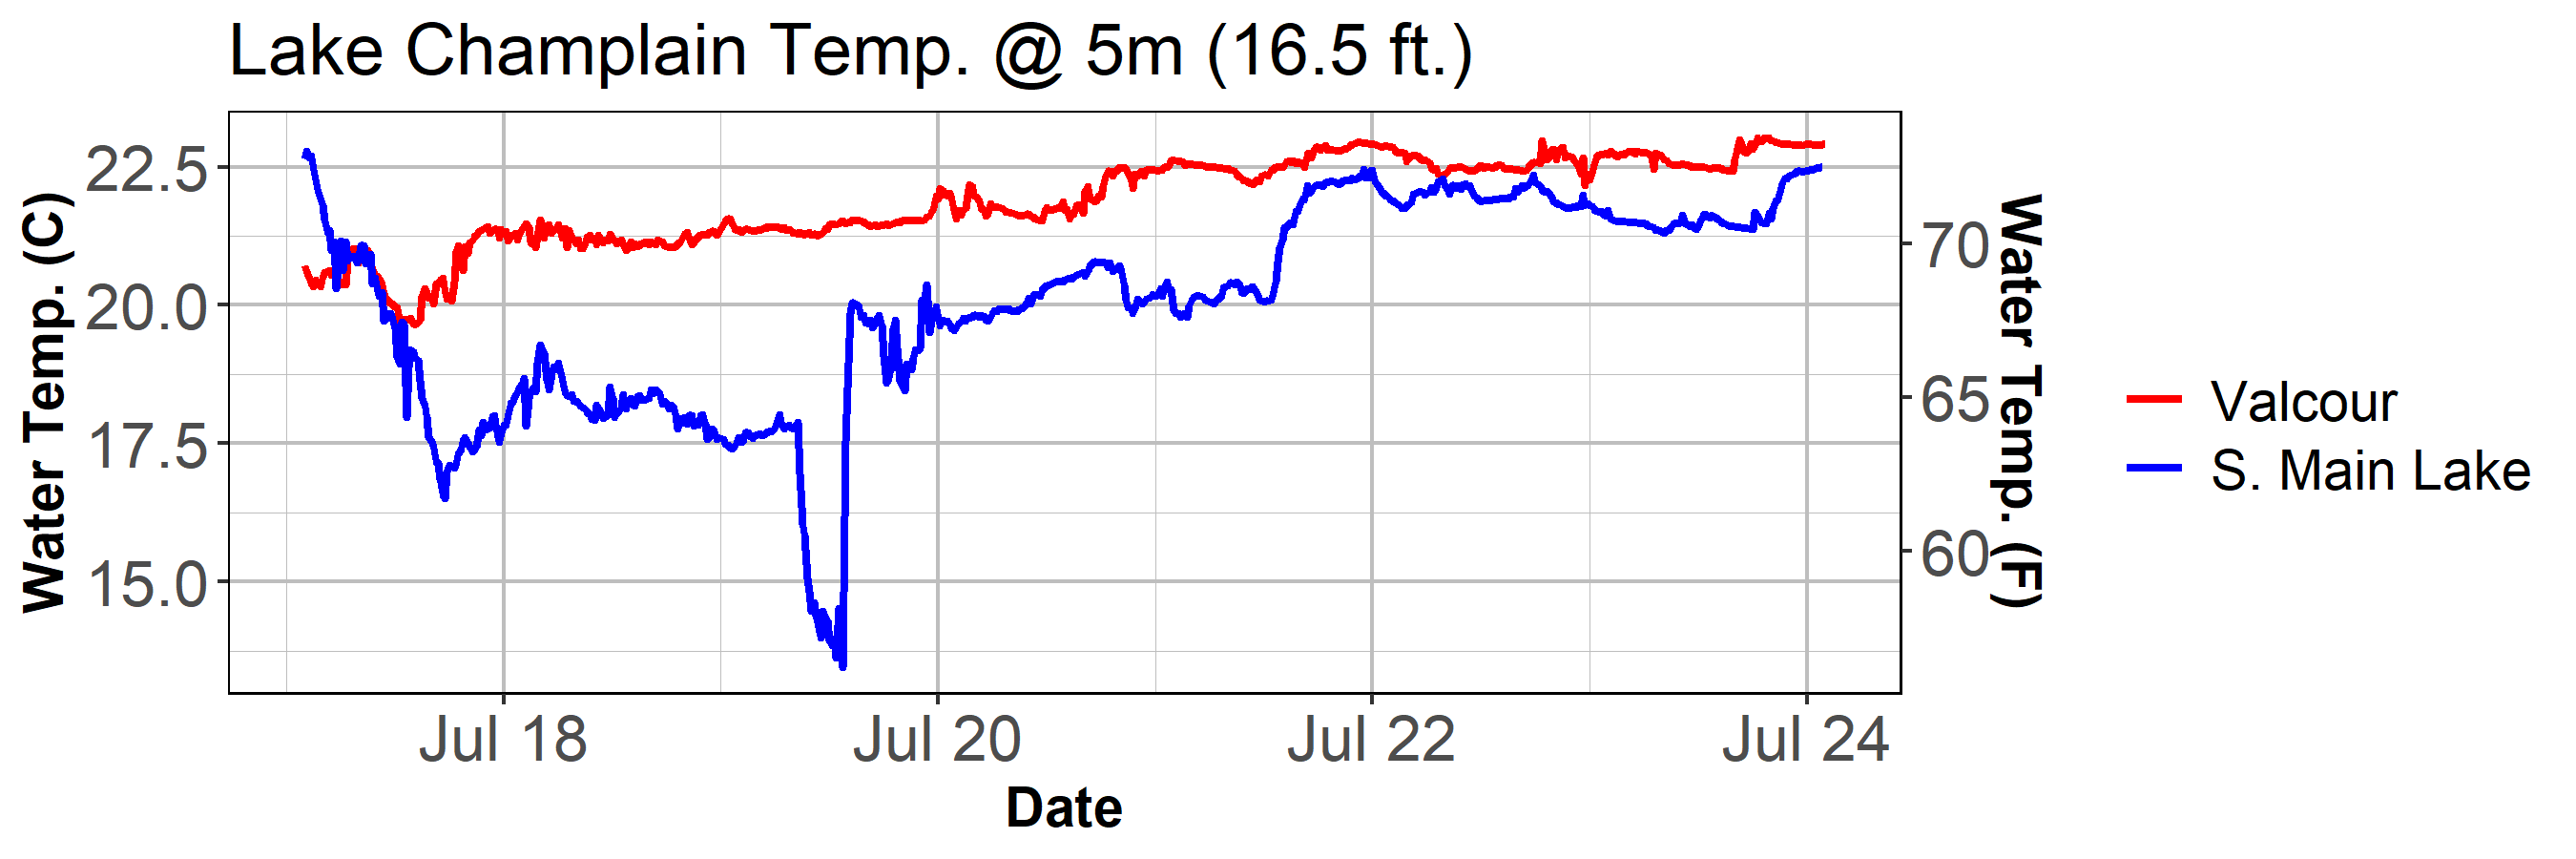 Lake Champlain Temp. @ 5m (16.5 ft.)
Water Temp. (C)
22.5
20.0
17.5
15.0
70
65
60
Water Temp. (F)
Valcour
S. Main Lake
Jul 18
Jul 20
Jul 22
Jul 24
Date